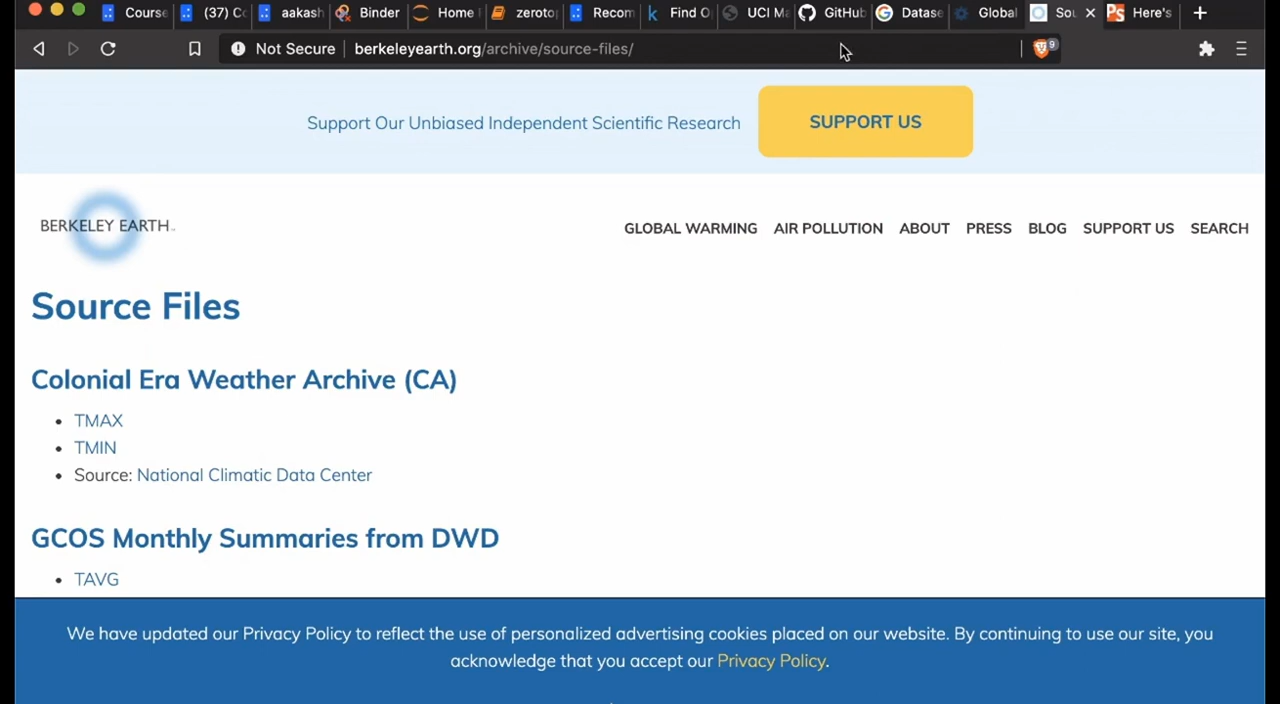 Course (37) Co aakash Binder Home zeroto Recom Find O UCI Ma GitHub Datase Global Sou Here's
Not Secure berkeleyearth.org/archive/source-files/ 9
Support Our Unbiased Independent Scientific Research SUPPORT US
BERKELEY EARTH GLOBAL WARMING AIR POLLUTION ABOUT PRESS BLOG SUPPORT US SEARCH
Source Files
Colonial Era Weather Archive (CA)
• TMAX
• TMIN
• Source: National Climatic Data Center
GCOS Monthly Summaries from DWD
• TAVG
We have updated our Privacy Policy to reflect the use of personalized advertising cookies placed on our website. By continuing to use our site, you
acknowledge that you accept our Privacy Policy.